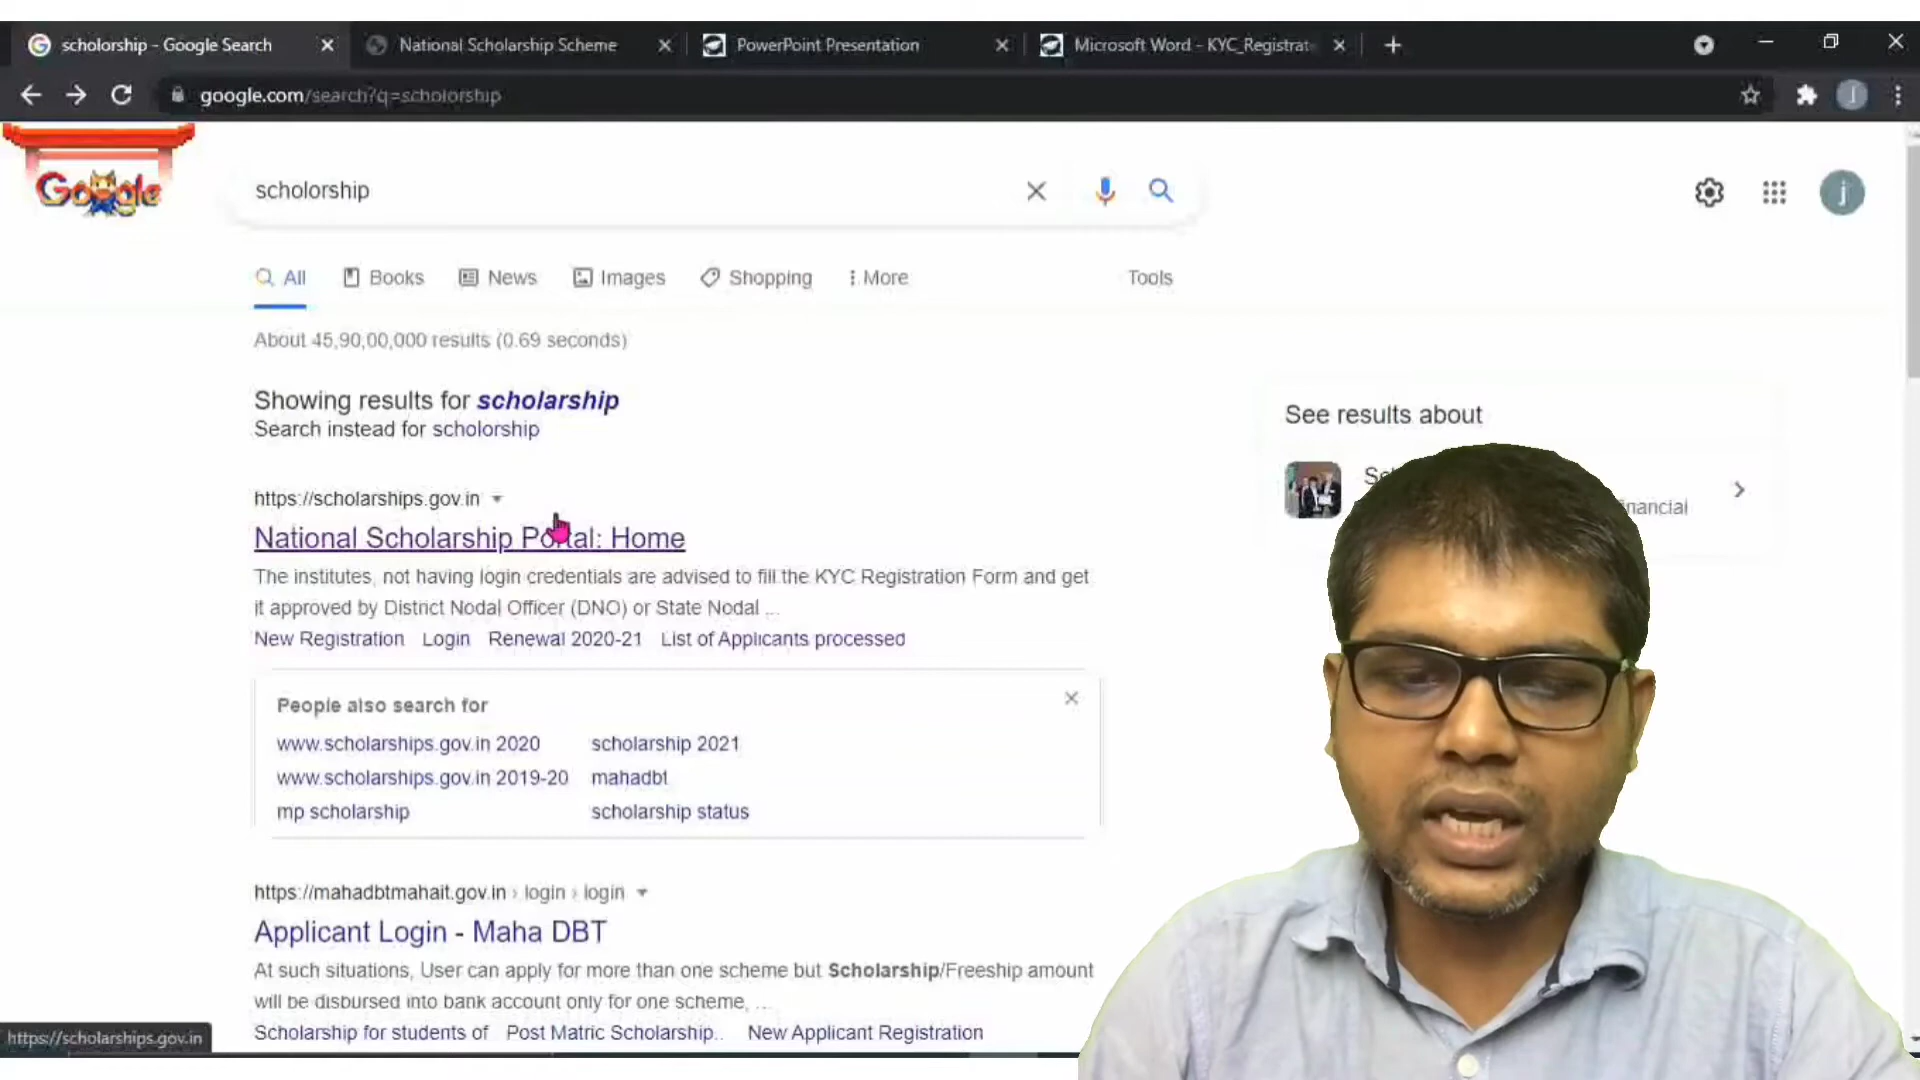 scholorship - Google Search
National Scholarship Scheme
PowerPoint Presentation
Microsoft Word - KYC_Registrat
google.com/search?q=scholorship
Google
scholorship
j
All
Books
News
Images
Shopping
More
Tools
About 45,90,00,000 results (0.69 seconds)
Showing results for scholarship
Search instead for scholorship
See results about
https://scholarships.gov.in
National Scholarship Portal: Home
The institutes, not having login credentials are advised to fill the KYC Registration Form and get
it approved by District Nodal Officer (DNO) or State Nodal ...
New Registration Login Renewal 2020-21 List of Applicants processed
People also search for
www.scholarships.gov.in 2020
scholarship 2021
www.scholarships.gov.in 2019-20
mahadbt
mp scholarship
scholarship status
https://mahadbtmahait.gov.in › login › login
Applicant Login - Maha DBT
At such situations, User can apply for more than one scheme but Scholarship/Freeship amount
will be disbursed into bank account only for one scheme, ...
Scholarship for students of Post Matric Scholarship.. New Applicant Registration
https://scholarships.gov.in